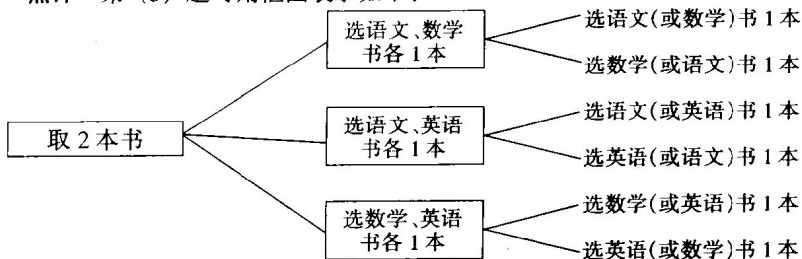 选语文、数学
书各1本
选语文(或数学)书1本
选数学(或语文)书1本
取2本书
选语文、英语
书各1本
选语文(或英语)书1本
选英语(或语文)书1本
选数学、英语
书各1本
选数学(或英语)书1本
选英语(或数学)书1本